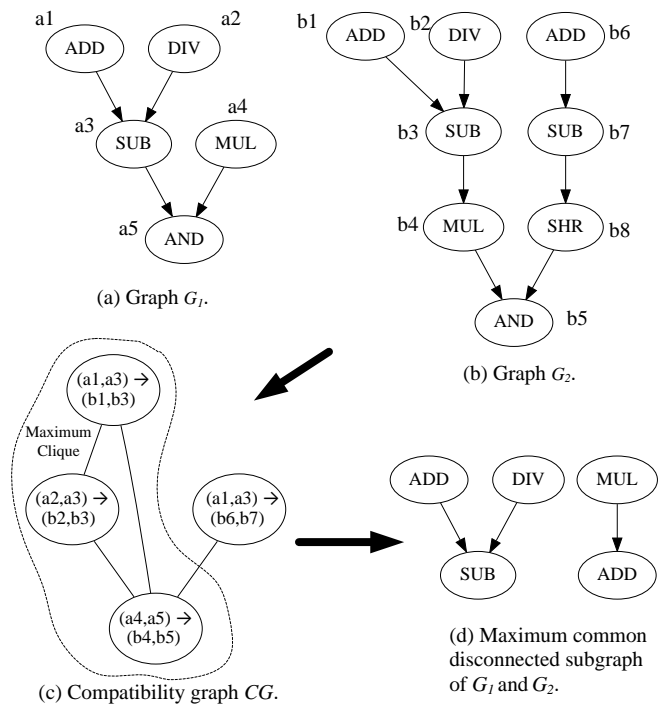 a1
a2
ADD
DIV
a3
a4
SUB
MUL
a5
AND
(a) Graph G1.
b1
b2
b6
ADD
DIV
ADD
b3
SUB
SUB
b7
b4
MUL
SHR
b8
AND
b5
(b) Graph G2.
(a1,a3) →
(b1,b3)
Maximum
Clique
(a2,a3) →
(b2,b3)
(a1,a3) →
(b6,b7)
(a4,a5) →
(b4,b5)
(c) Compatibility graph CG.
ADD
DIV
MUL
SUB
ADD
(d) Maximum common
disconnected subgraph
of G1 and G2.